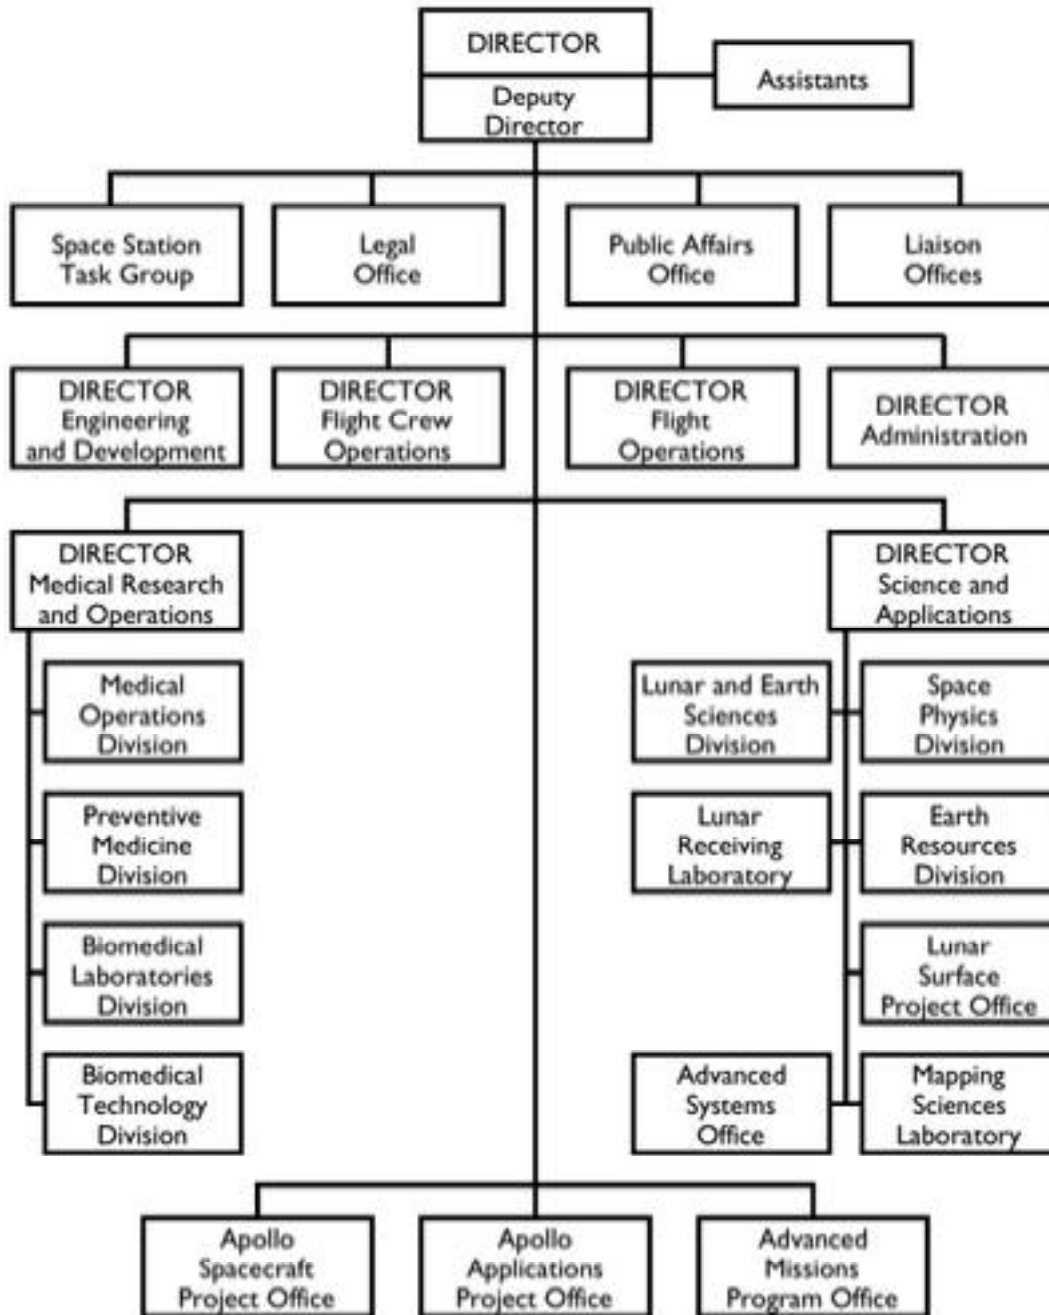 DIRECTOR
Deputy
Director
Assistants
Space Station
Task Group
Legal
Office
Public Affairs
Office
Liaison
Offices
DIRECTOR
Engineering
and Development
DIRECTOR
Flight Crew
Operations
DIRECTOR
Flight
Operations
DIRECTOR
Administration
DIRECTOR
Medical Research
and Operations
DIRECTOR
Science and
Applications
Medical
Operations
Division
Lunar and Earth
Sciences
Division
Space
Physics
Division
Preventive
Medicine
Division
Lunar
Receiving
Laboratory
Earth
Resources
Division
Biomedical
Laboratories
Division
Lunar
Surface
Project Office
Biomedical
Technology
Division
Advanced
Systems
Office
Mapping
Sciences
Laboratory
Apollo
Spacecraft
Project Office
Apollo
Applications
Project Office
Advanced
Missions
Program Office